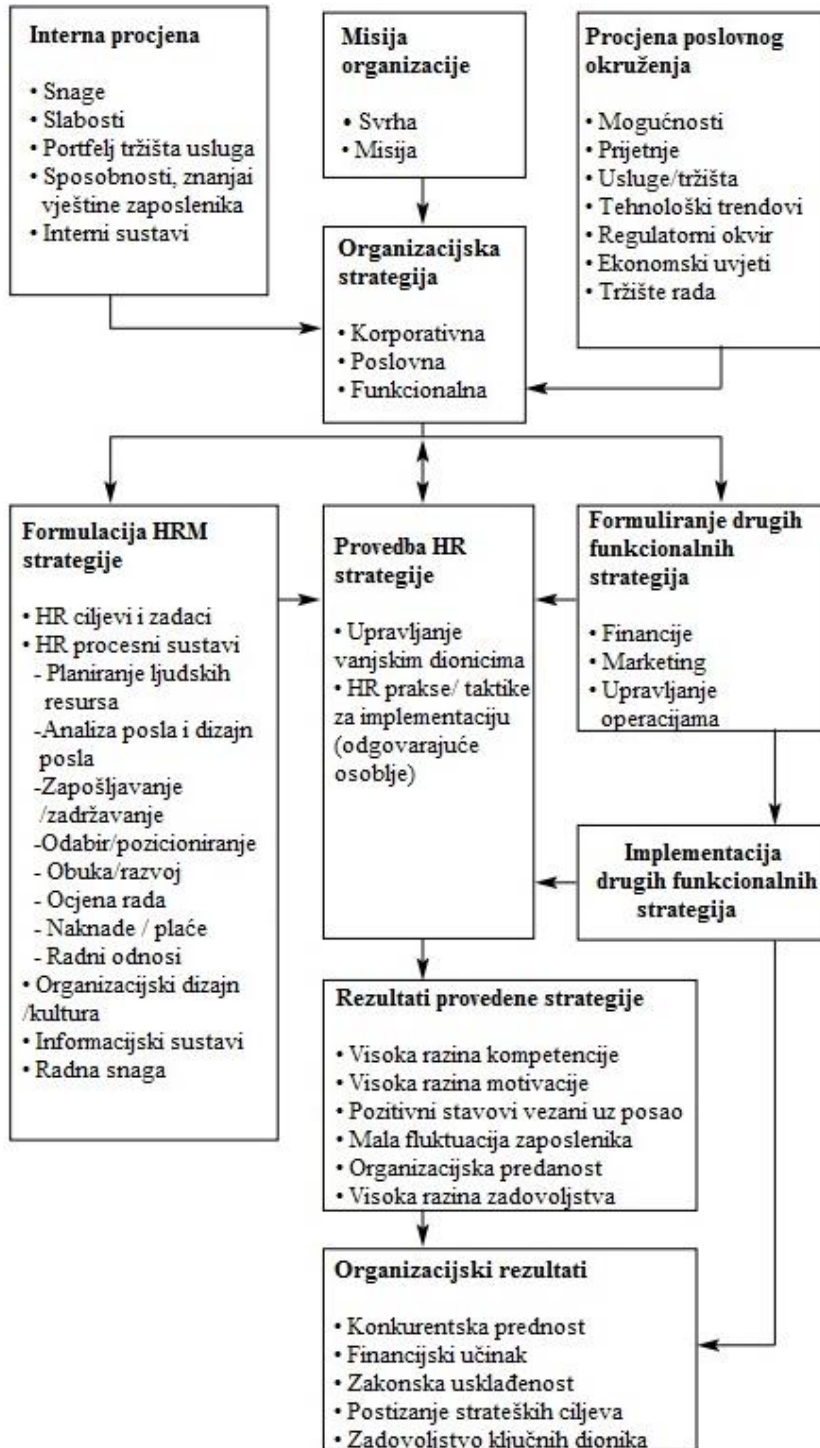 Interna procjena
• Snage
• Slabosti
• Portfelj tržišta usluga
• Sposobnosti, znanjai
vještine zaposlenika
• Interni sustavi
Misija
organizacije
• Svrha
• Misija
Procjena poslovnog
okruženja
• Mogućnosti
• Prijetnje
• Usluge/tržišta
• Tehnološki trendovi
• Regulatorni okvir
• Ekonomski uvjeti
• Tržište rada
Organizacijska
strategija
• Korporativna
• Poslovna
• Funkcionalna
Formulacija HRM
strategije
• HR ciljevi i zadaci
• HR procesni sustavi
- Planiranje ljudskih
resursa
-Analiza posla i dizajn
posla
-Zapošljavanje
/zadržavanje
-Odabir/pozicioniranje
- Obuka/razvoj
- Ocjena rada
- Naknade / plaće
- Radni odnosi
• Organizacijski dizajn
/kultura
• Informacijski sustavi
• Radna snaga
Provedba HR
strategije
• Upravljanje
vanjskim dionicima
• HR prakse/ taktike
za implementaciju
(odgovarajuće
osoblje)
Formuliranje drugih
funkcionalnih
strategija
• Financije
• Marketing
• Upravljanje
operacijama
Implementacija
drugih funkcionalnih
strategija
Rezultati provedene strategije
• Visoka razina kompetencije
• Visoka razina motivacije
• Pozitivni stavovi vezani uz posao
• Mala fluktuacija zaposlenika
• Organizacijska predanost
• Visoka razina zadovoljstva
Organizacijski rezultati
• Konkurentska prednost
• Financijski učinak
• Zakonska usklađenost
• Postizanje strateških ciljeva
• Zadovoljstvo ključnih dionika